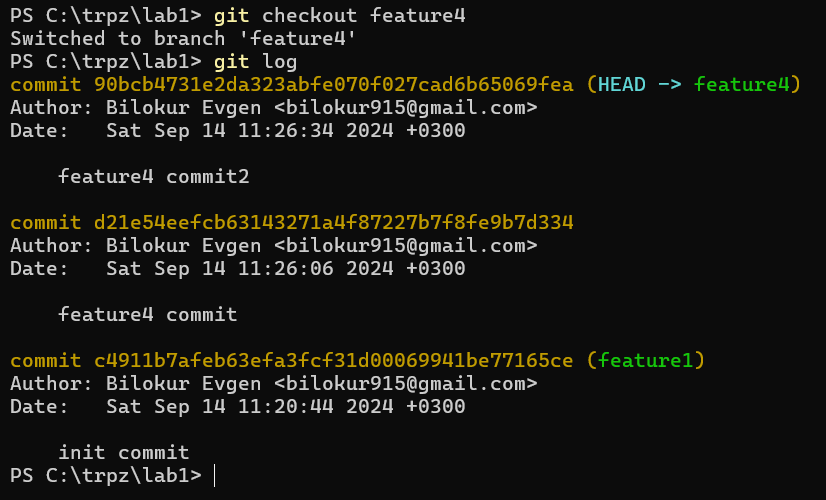 PS C:\trpz\lab1> git checkout feature4
Switched to branch 'feature4'
PS C:\trpz\lab1> git log
commit 90bcb4731e2da323abfe070f027cad6b65069fea (HEAD -> feature4)
Author: Bilokur Evgen <bilokur915@gmail.com>
Date:   Sat Sep 14 11:26:34 2024 +0300
    feature4 commit2
commit d21e54eefcb63143271a4f87227b7f8fe9b7d334
Author: Bilokur Evgen <bilokur915@gmail.com>
Date:   Sat Sep 14 11:26:06 2024 +0300
    feature4 commit
commit c4911b7afeb63efa3fcf31d00069941be77165ce (feature1)
Author: Bilokur Evgen <bilokur915@gmail.com>
Date:   Sat Sep 14 11:20:44 2024 +0300
    init commit
PS C:\trpz\lab1>